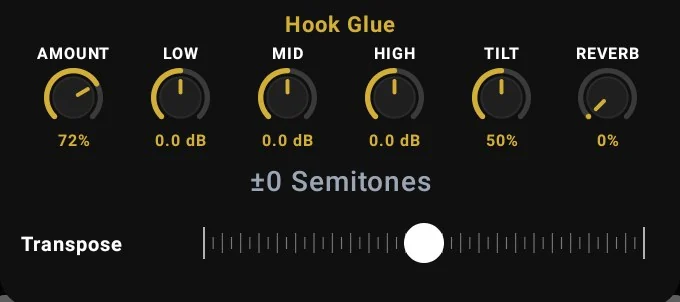 Hook Glue
AMOUNT LOW MID HIGH TILT REVERB
72% 0.0 dB 0.0 dB 0.0 dB 50% 0%
±0 Semitones
Transpose